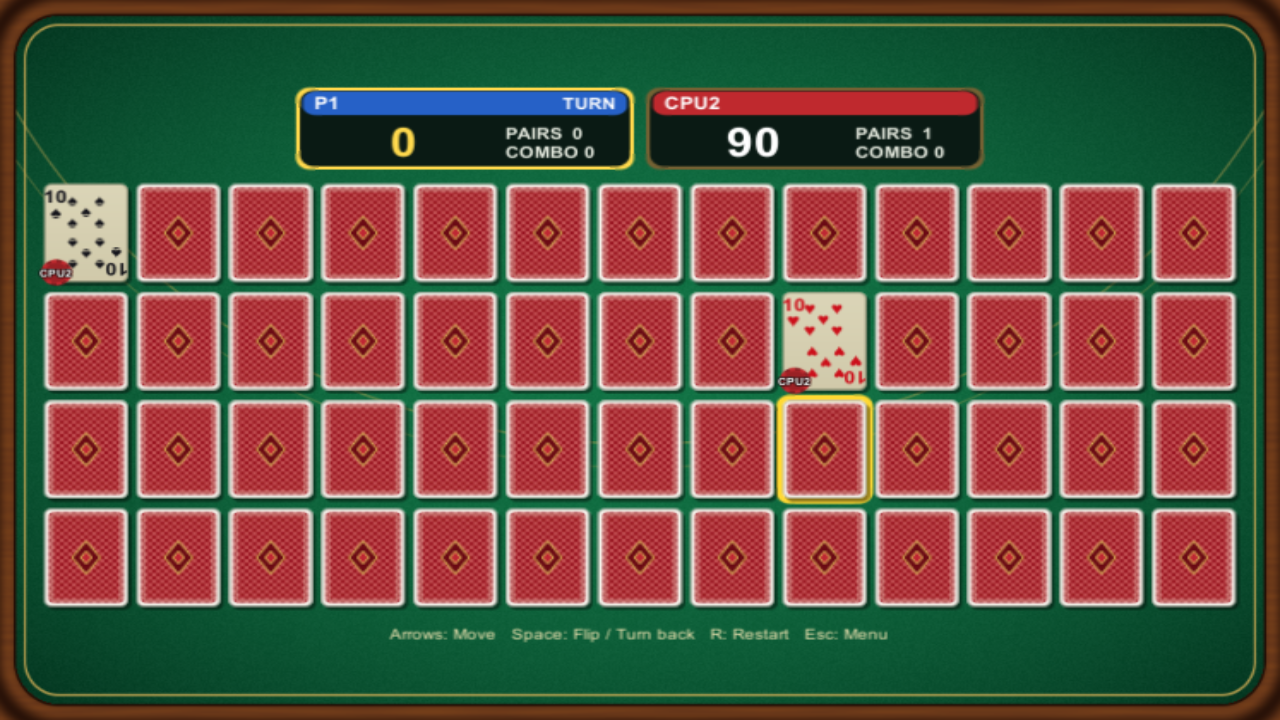 P1 TURN
0
PAIRS 0
COMBO 0
CPU2
90
PAIRS 1
COMBO 0
10
10
CPU2
10
10
CPU2
Arrows: Move Space: Flip / Turn back R: Restart Esc: Menu